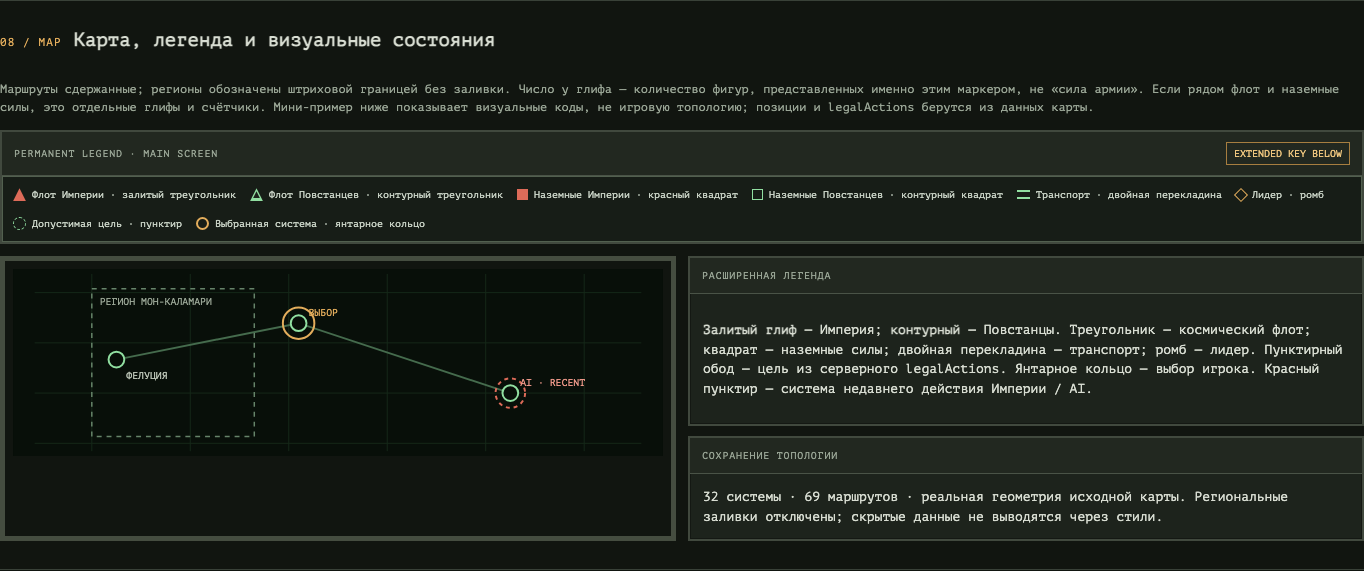 08 / MAP Карта, легенда и визуальные состояния
Маршруты сдержанные; регионы обозначены штриховой границей без заливки. Число у глифа — количество фигур, представленных именно этим маркером, не «сила армии». Если рядом флот и наземные
силы, это отдельные глифы и счётчики. Мини-пример ниже показывает визуальные коды, не игровую топологию; позиции и legalActions берутся из данных карты.
PERMANENT LEGEND · MAIN SCREEN
EXTENDED KEY BELOW
Флот Империи · залитый треугольник
Флот Повстанцев · контурный треугольник
Наземные Империи · красный квадрат
Наземные Повстанцев · контурный квадрат
Транспорт · двойная перекладина
Лидер · ромб
Допустимая цель · пунктир
Выбранная система · янтарное кольцо
РЕГИОН МОН-КАЛАМАРИ
ВЫБОР
ФЕЛУЦИЯ
AI · RECENT
РАСШИРЕННАЯ ЛЕГЕНДА
Залитый глиф — Империя; контурный — Повстанцы. Треугольник — космический флот;
квадрат — наземные силы; двойная перекладина — транспорт; ромб — лидер. Пунктирный
обод — цель из серверного legalActions. Янтарное кольцо — выбор игрока. Красный
пунктир — система недавнего действия Империи / AI.
СОХРАНЕНИЕ ТОПОЛОГИИ
32 системы · 69 маршрутов · реальная геометрия исходной карты. Региональные
заливки отключены; скрытые данные не выводятся через стили.